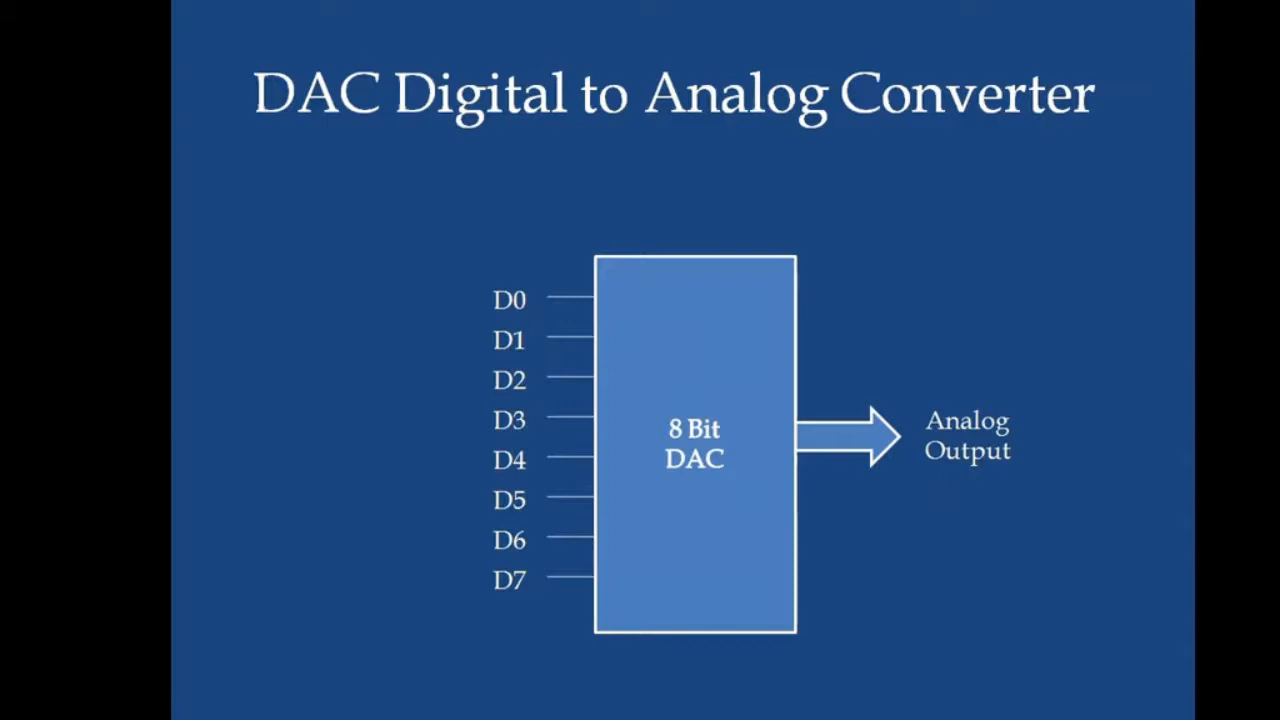 DAC Digital to Analog Converter
D0
D1
D2
D3
D4
D5
D6
D7
8 Bit
DAC
Analog
Output